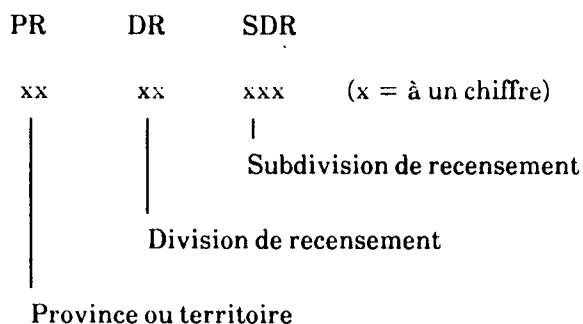 PR DR SDR
xx xx xxx (x = à un chiffre)
Subdivision de recensement
Division de recensement
Province ou territoire